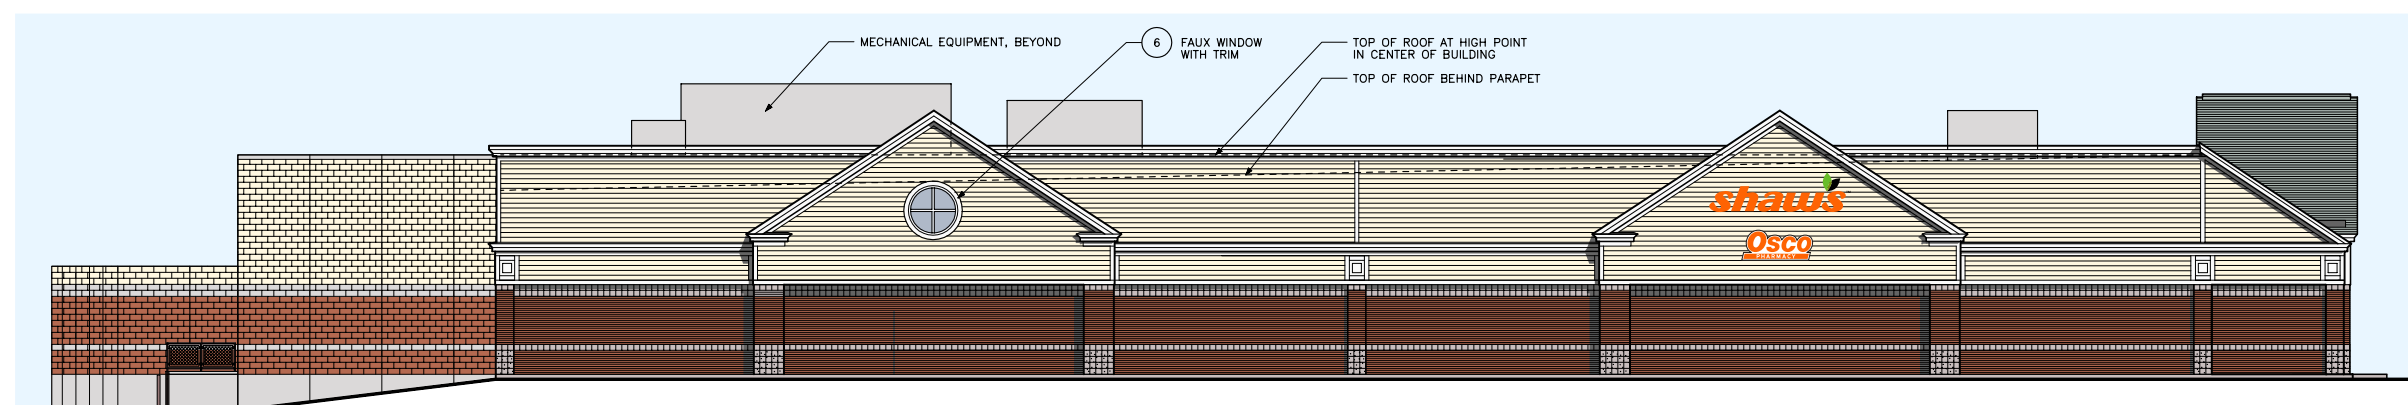 MECHANICAL EQUIPMENT, BEYOND
6
FAUX WINDOW
WITH TRIM
TOP OF ROOF AT HIGH POINT
IN CENTER OF BUILDING
TOP OF ROOF BEHIND PARAPET
shaw's
Osco
PHARMACY